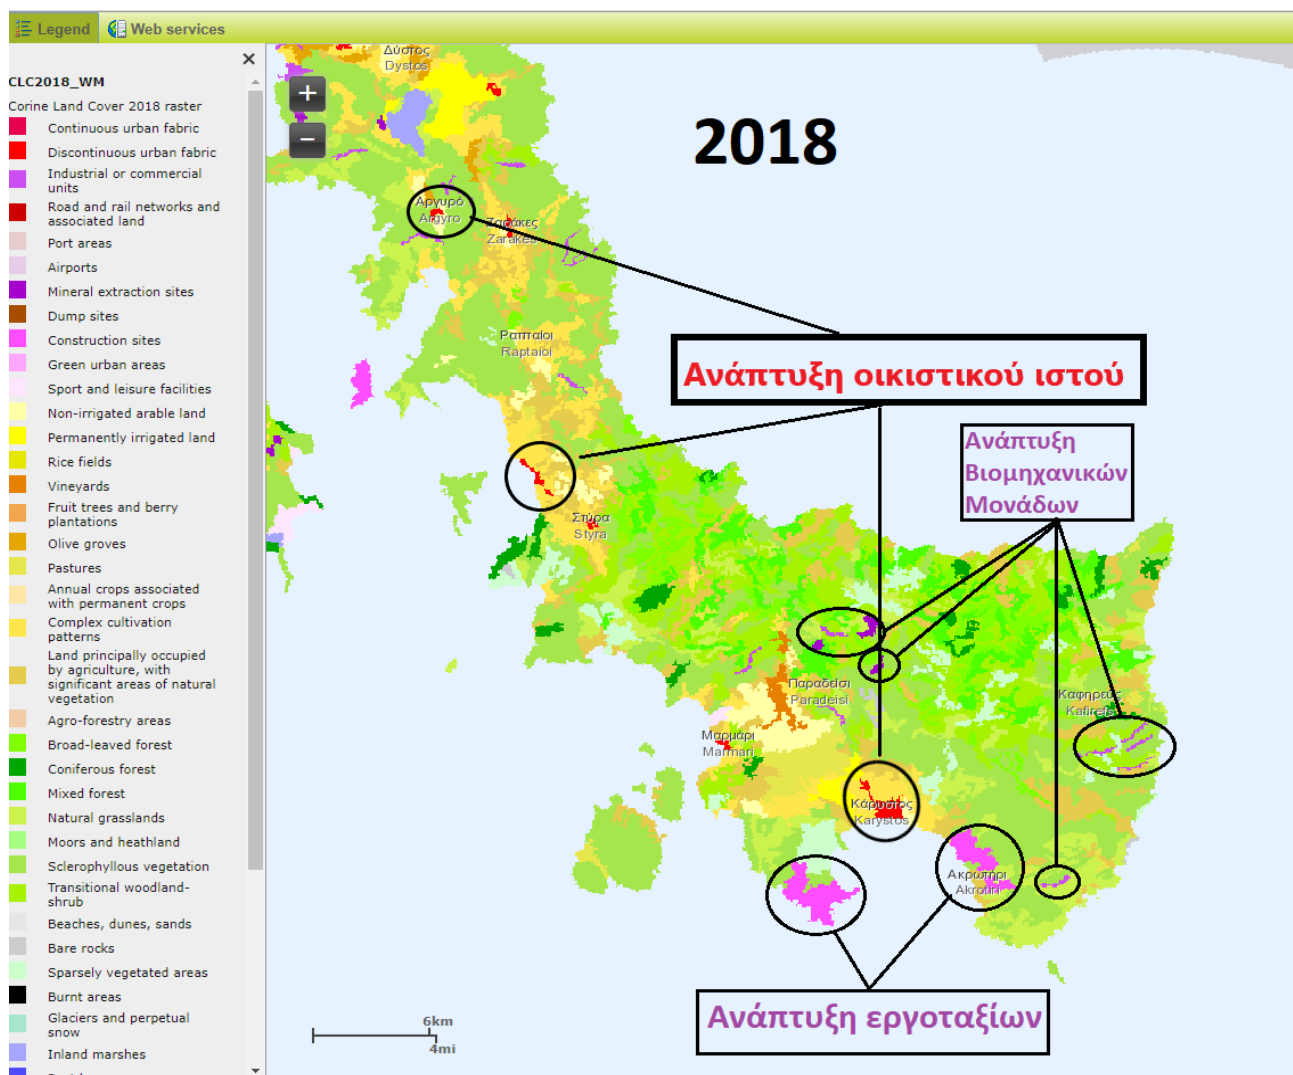 Legend
Web services
CLC2018_WM
Corine Land Cover 2018 raster
Continuous urban fabric
Discontinuous urban fabric
Industrial or commercial
units
Road and rail networks and
associated land
Port areas
Airports
Mineral extraction sites
Dump sites
Construction sites
Green urban areas
Sport and leisure facilities
Non-irrigated arable land
Permanently irrigated land
Rice fields
Vineyards
Fruit trees and berry
plantations
Olive groves
Pastures
Annual crops associated
with permanent crops
Complex cultivation
patterns
Land principally occupied
by agriculture, with
significant areas of natural
vegetation
Agro-forestry areas
Broad-leaved forest
Coniferous forest
Mixed forest
Natural grasslands
Moors and heathland
Sclerophyllous vegetation
Transitional woodland-
shrub
Beaches, dunes, sands
Bare rocks
Sparsely vegetated areas
Burnt areas
Glaciers and perpetual
snow
Inland marshes
+
−
2018
Δύστος
Dystos
Αργυρό
Argyro
Ζαράκες
Zarakes
Ραπταίοι
Raptaioi
Ανάπτυξη οικιστικού ιστού
Ανάπτυξη
Βιομηχανικών
Μονάδων
Στύρα
Styra
Παραδείσι
Paradeisi
Καφηρεύς
Kafirefs
Μαρμάρι
Marmari
Κάρυστος
Karystos
Ακρωτήρι
Akrotiri
Ανάπτυξη εργοταξίων
6km
4mi